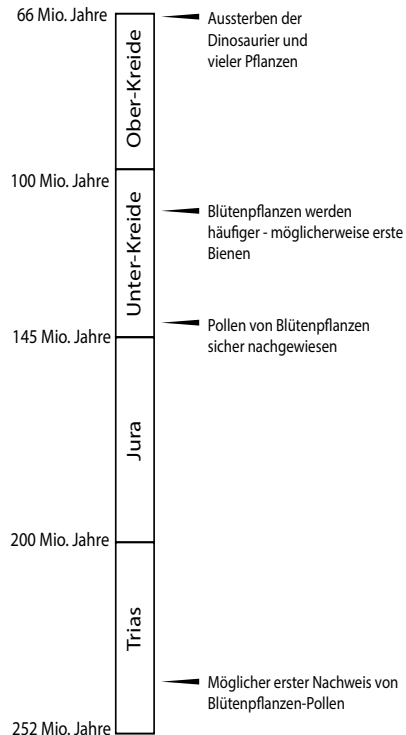 66 Mio. Jahre
Aussterben der
Dinosaurier und
vieler Pflanzen
Ober-Kreide
100 Mio. Jahre
Blütenpflanzen werden
häufiger - möglicherweise erste
Bienen
Unter-Kreide
Pollen von Blütenpflanzen
sicher nachgewiesen
145 Mio. Jahre
Jura
200 Mio. Jahre
Trias
Möglicher erster Nachweis von
Blütenpflanzen-Pollen
252 Mio. Jahre